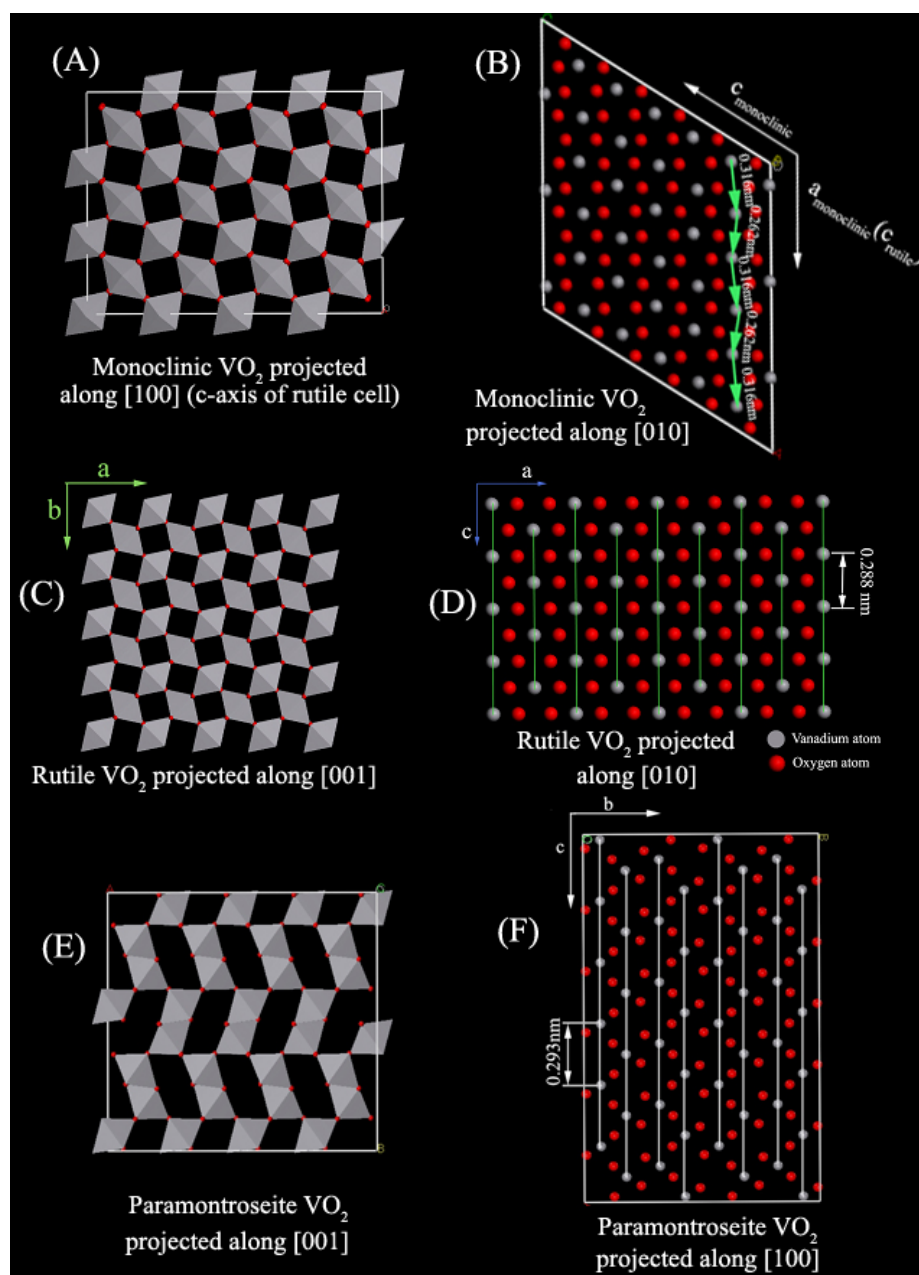 (A)
Monoclinic VO₂ projected
along [100] (c-axis of rutile cell)
(B)
c monoclinic
a monoclinic (c rutile)
0.316nm
0.262nm
0.316nm
0.262nm
0.316nm
Monoclinic VO₂
projected along [010]
a
b
(C)
Rutile VO₂ projected along [001]
a
c
(D)
0.288 nm
Rutile VO₂ projected
along [010]
Vanadium atom
Oxygen atom
(E)
Paramontroseite VO₂
projected along [001]
b
c
(F)
0.293nm
Paramontroseite VO₂
projected along [100]